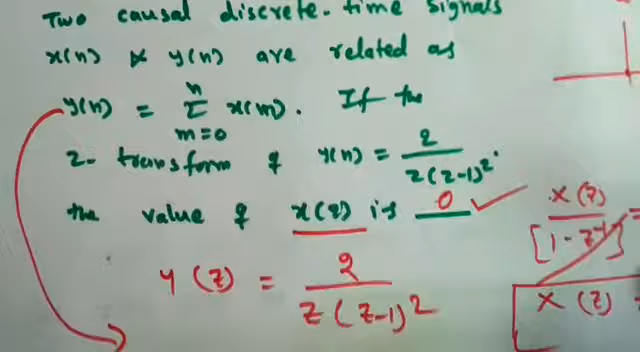 Two causal discrete-time signals
x(n) & y(n) are related as
y(n) = n Σ m=0 x(m). If the
z-transform of y(n) = 2 / z(z-1)².
the value of x(2) is 0 ✓
Y(z) = 2 / z(z-1)²
X(z) / [1-z⁻¹] =
X(z)